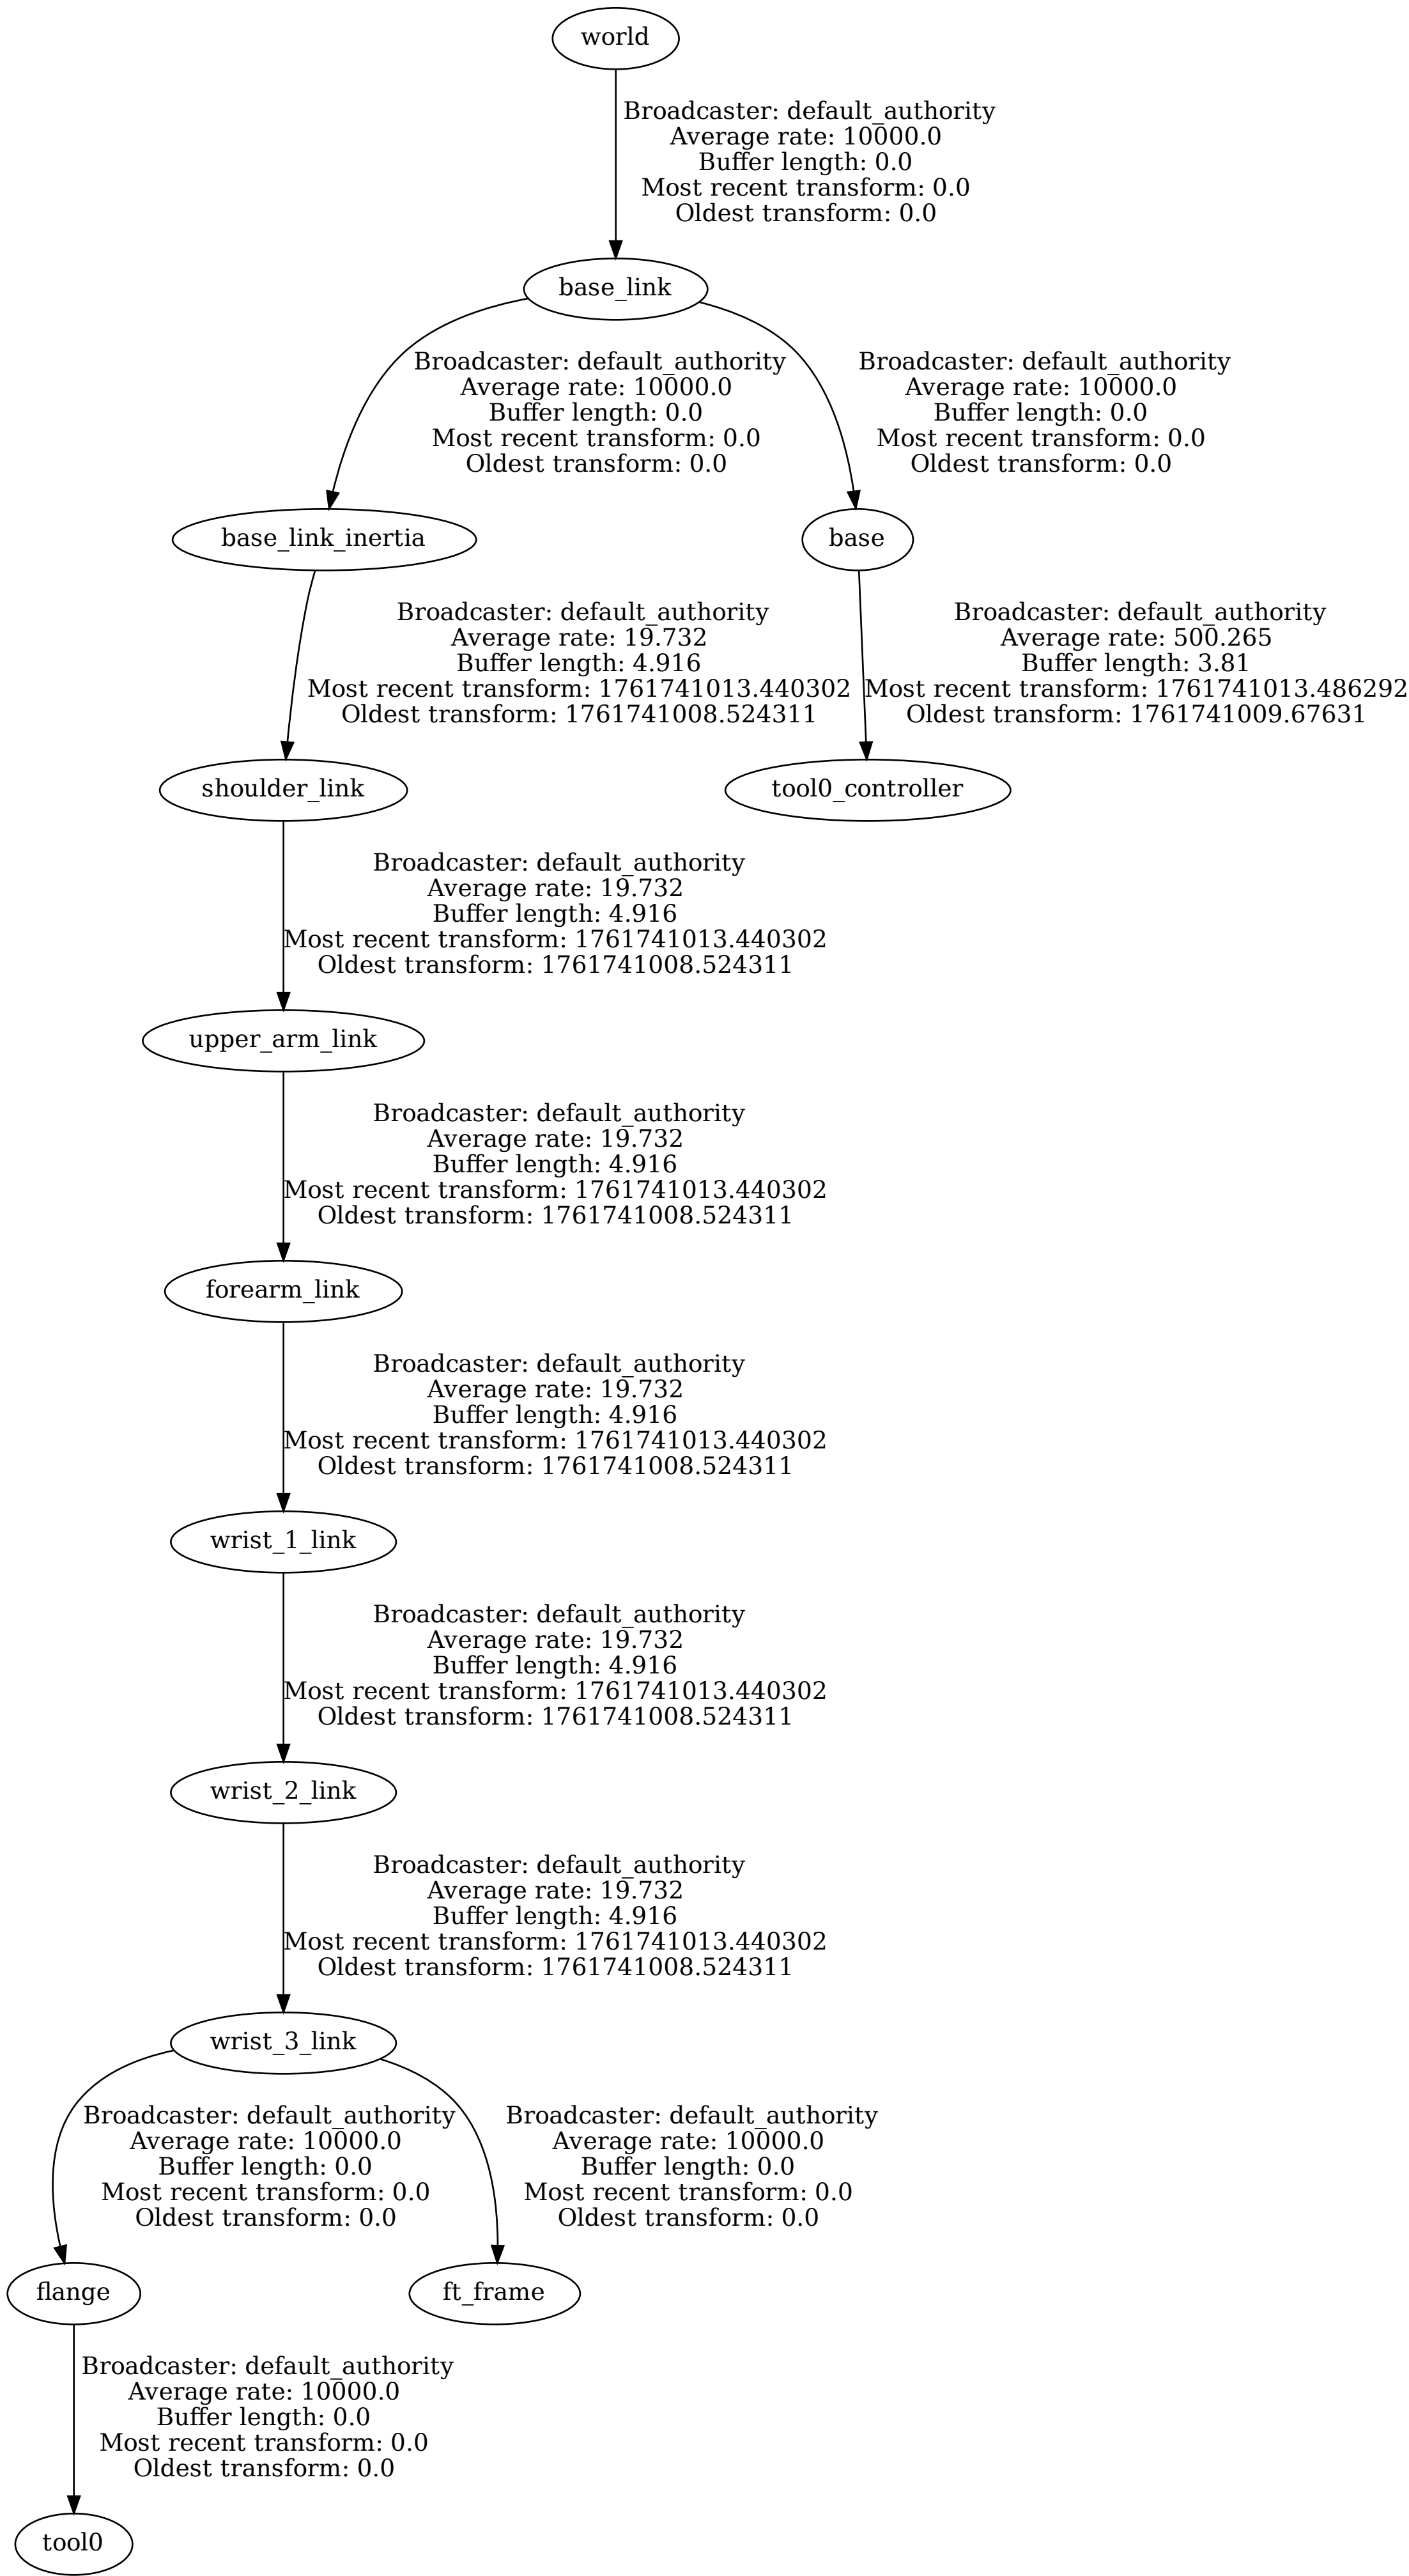 world
Broadcaster: default_authority
Average rate: 10000.0
Buffer length: 0.0
Most recent transform: 0.0
Oldest transform: 0.0
base_link
Broadcaster: default_authority
Average rate: 10000.0
Buffer length: 0.0
Most recent transform: 0.0
Oldest transform: 0.0
Broadcaster: default_authority
Average rate: 10000.0
Buffer length: 0.0
Most recent transform: 0.0
Oldest transform: 0.0
base_link_inertia
base
Broadcaster: default_authority
Average rate: 19.732
Buffer length: 4.916
Most recent transform: 1761741013.440302
Oldest transform: 1761741008.524311
Broadcaster: default_authority
Average rate: 500.265
Buffer length: 3.81
Most recent transform: 1761741013.486292
Oldest transform: 1761741009.67631
shoulder_link
tool0_controller
Broadcaster: default_authority
Average rate: 19.732
Buffer length: 4.916
Most recent transform: 1761741013.440302
Oldest transform: 1761741008.524311
upper_arm_link
Broadcaster: default_authority
Average rate: 19.732
Buffer length: 4.916
Most recent transform: 1761741013.440302
Oldest transform: 1761741008.524311
forearm_link
Broadcaster: default_authority
Average rate: 19.732
Buffer length: 4.916
Most recent transform: 1761741013.440302
Oldest transform: 1761741008.524311
wrist_1_link
Broadcaster: default_authority
Average rate: 19.732
Buffer length: 4.916
Most recent transform: 1761741013.440302
Oldest transform: 1761741008.524311
wrist_2_link
Broadcaster: default_authority
Average rate: 19.732
Buffer length: 4.916
Most recent transform: 1761741013.440302
Oldest transform: 1761741008.524311
wrist_3_link
Broadcaster: default_authority
Average rate: 10000.0
Buffer length: 0.0
Most recent transform: 0.0
Oldest transform: 0.0
Broadcaster: default_authority
Average rate: 10000.0
Buffer length: 0.0
Most recent transform: 0.0
Oldest transform: 0.0
flange
ft_frame
Broadcaster: default_authority
Average rate: 10000.0
Buffer length: 0.0
Most recent transform: 0.0
Oldest transform: 0.0
tool0